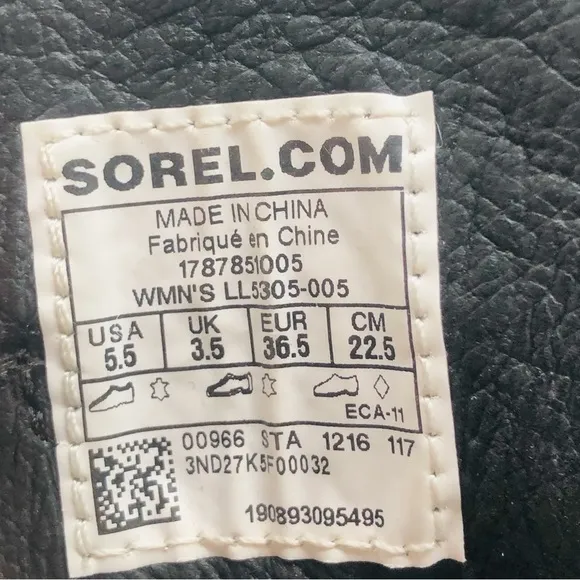 SOREL.COM
MADE IN CHINA
Fabriqué en Chine
1787851005
WMN'S LL5305-005
USA UK EUR CM
5.5 3.5 36.5 22.5
ECA-11
00966 STA 1216 117
3ND27K5F00032
190893095495